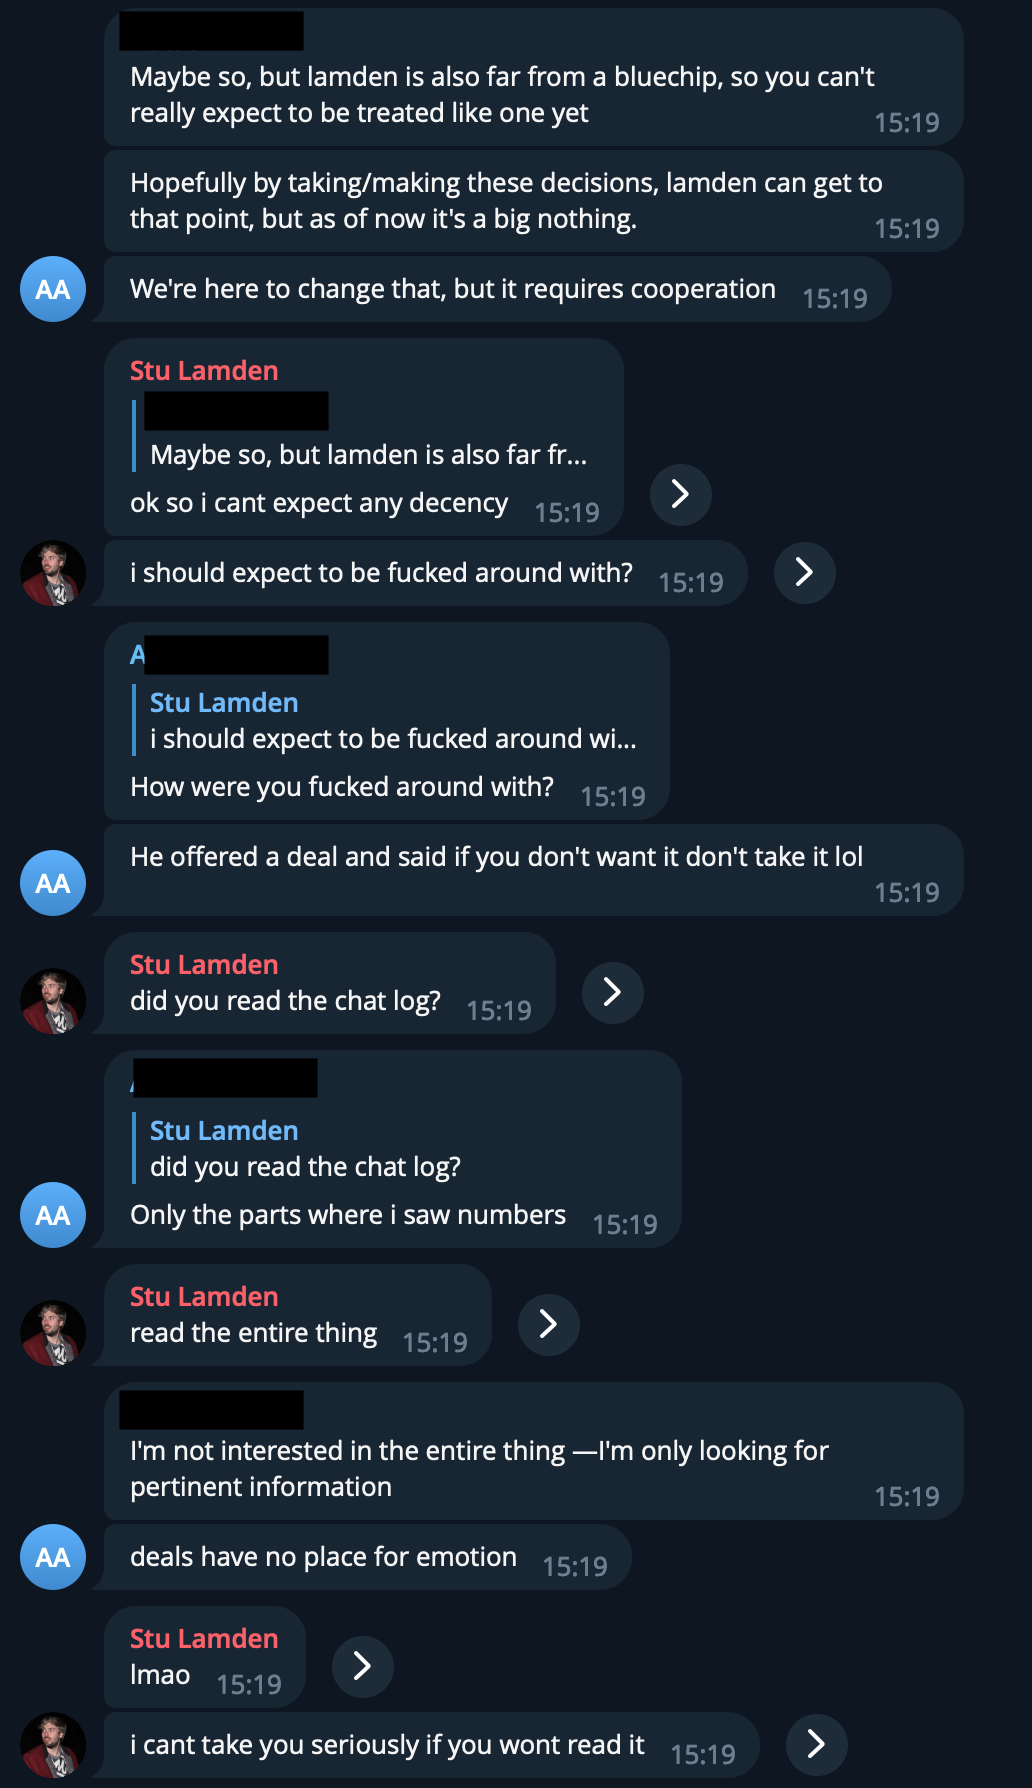 Maybe so, but lamden is also far from a bluechip, so you can't
really expect to be treated like one yet
15:19
Hopefully by taking/making these decisions, lamden can get to
that point, but as of now it's a big nothing.
15:19
AA
We're here to change that, but it requires cooperation 15:19
Stu Lamden
Maybe so, but lamden is also far fr...
ok so i cant expect any decency 15:19
i should expect to be fucked around with? 15:19
A
Stu Lamden
i should expect to be fucked around wi...
How were you fucked around with? 15:19
He offered a deal and said if you don't want it don't take it lol
15:19
AA
Stu Lamden
did you read the chat log? 15:19
Stu Lamden
did you read the chat log?
Only the parts where i saw numbers 15:19
AA
Stu Lamden
read the entire thing 15:19
I'm not interested in the entire thing —I'm only looking for
pertinent information
15:19
AA
deals have no place for emotion 15:19
Stu Lamden
lmao 15:19
i cant take you seriously if you wont read it 15:19